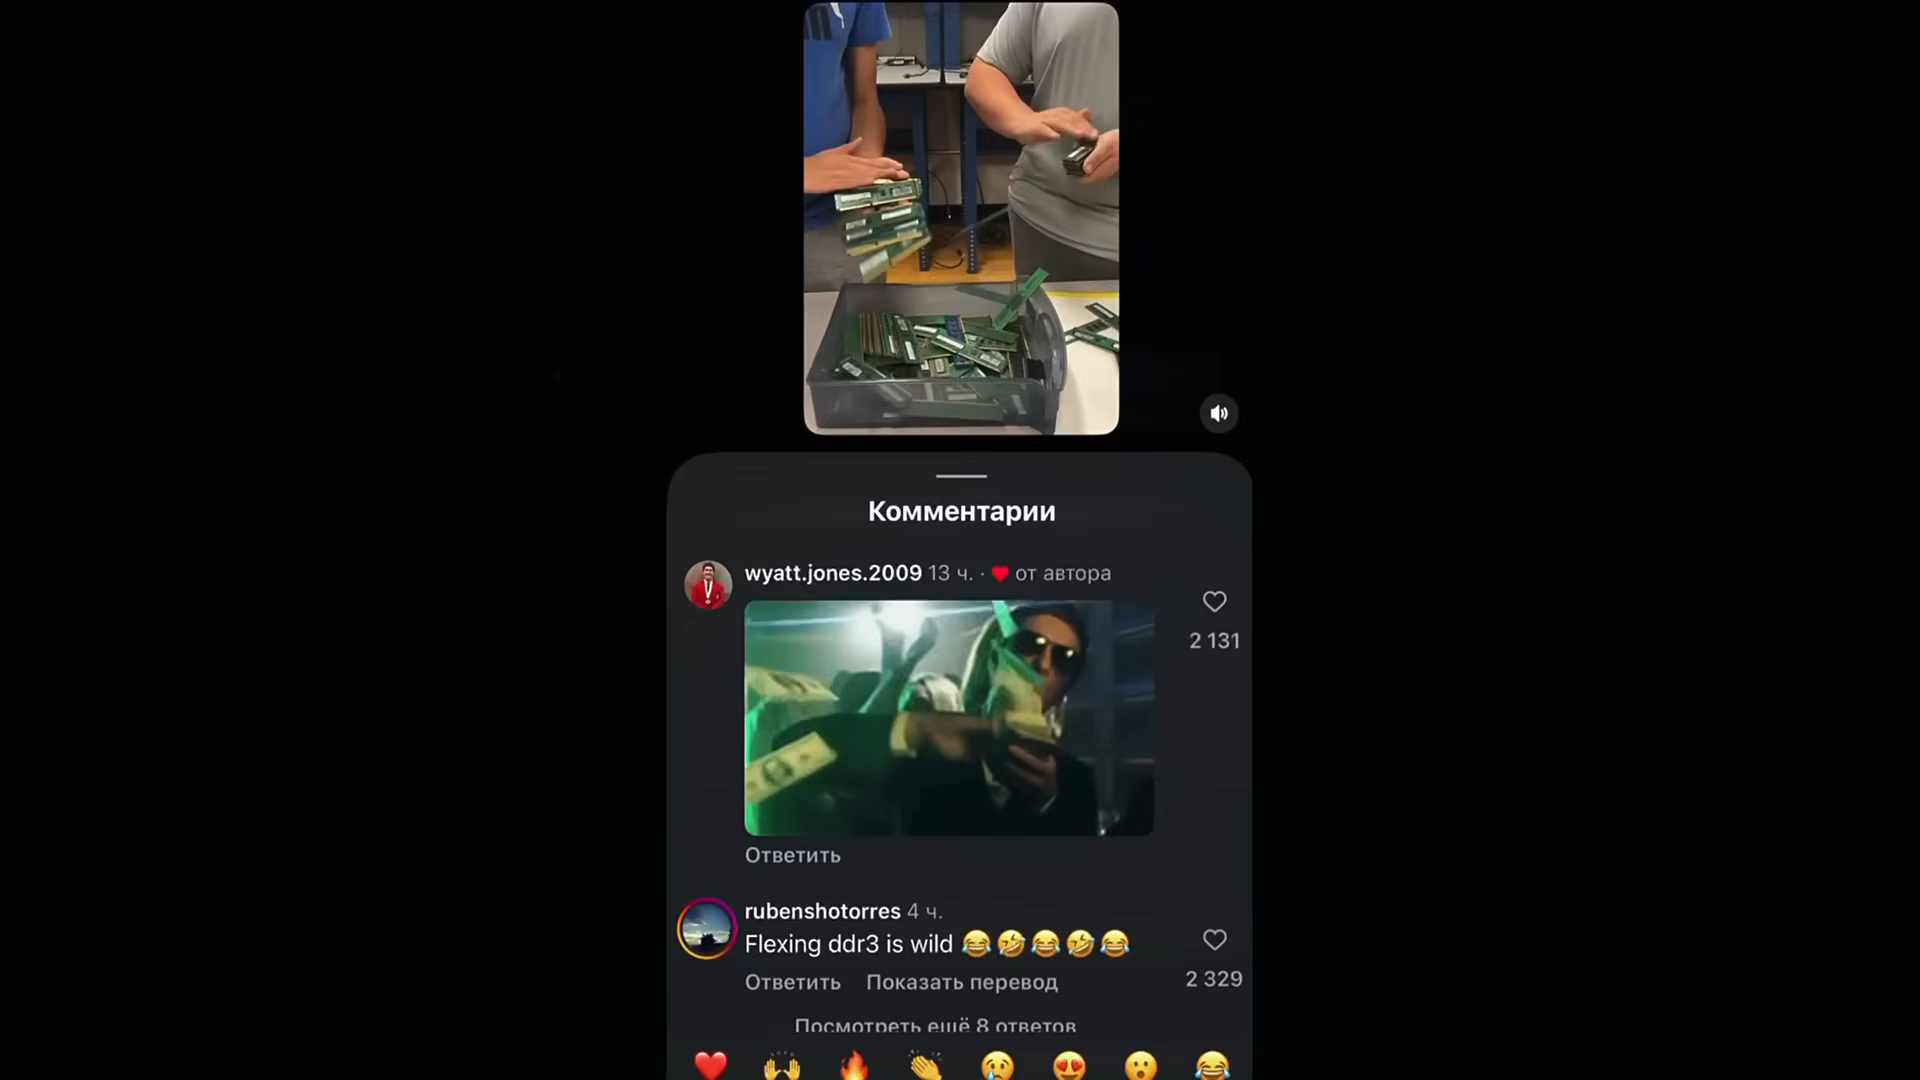 Комментарии
wyatt.jones.2009 13 ч. · ❤️ от автора
2 131
Ответить
rubenshotorres 4 ч.
Flexing ddr3 is wild 😂🤣😂🤣😂
2 329
Ответить Показать перевод
Посмотреть ещё 8 ответов